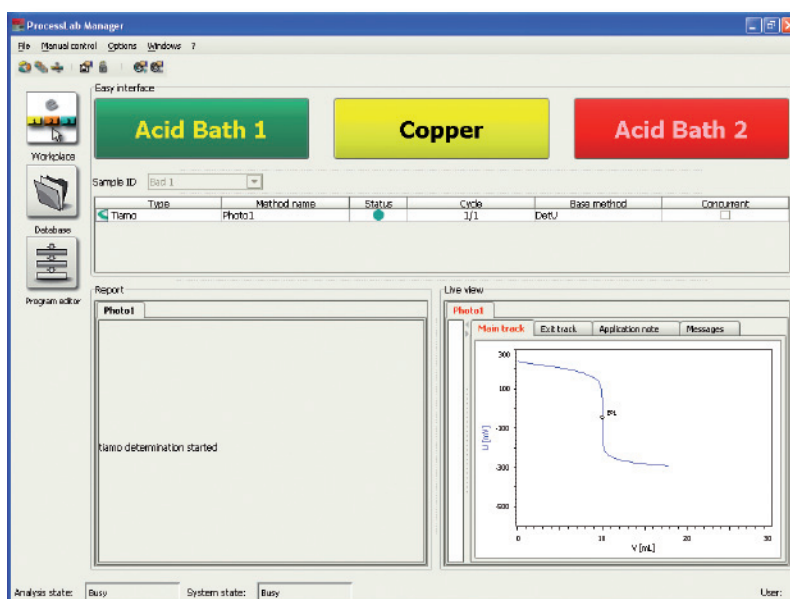 ProcessLab Manager
File Manual control Options Windows ?
Easy interface
Acid Bath 1 Copper Acid Bath 2
Workplace
Sample ID Bad 1
Type Method name Status Cycle Base method Concurrent
Tiamo Photo1 1/1 DetU
Database
Program editor
Report
Photo1
tiamo determination started
Live view
Photo1
Main track Exit track Application note Messages
300
100
-100
-300
-500
U [mV]
EP1
0 10 20 30
V [mL]
Analysis state: Busy System state: Busy User: